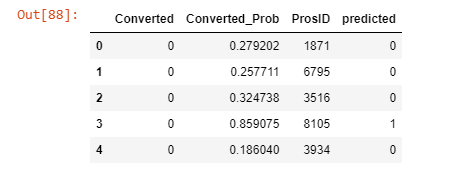 Out[88]:
Converted Converted_Prob ProsID predicted
0 0 0.279202 1871 0
1 0 0.257711 6795 0
2 0 0.324738 3516 0
3 0 0.859075 8105 1
4 0 0.186040 3934 0